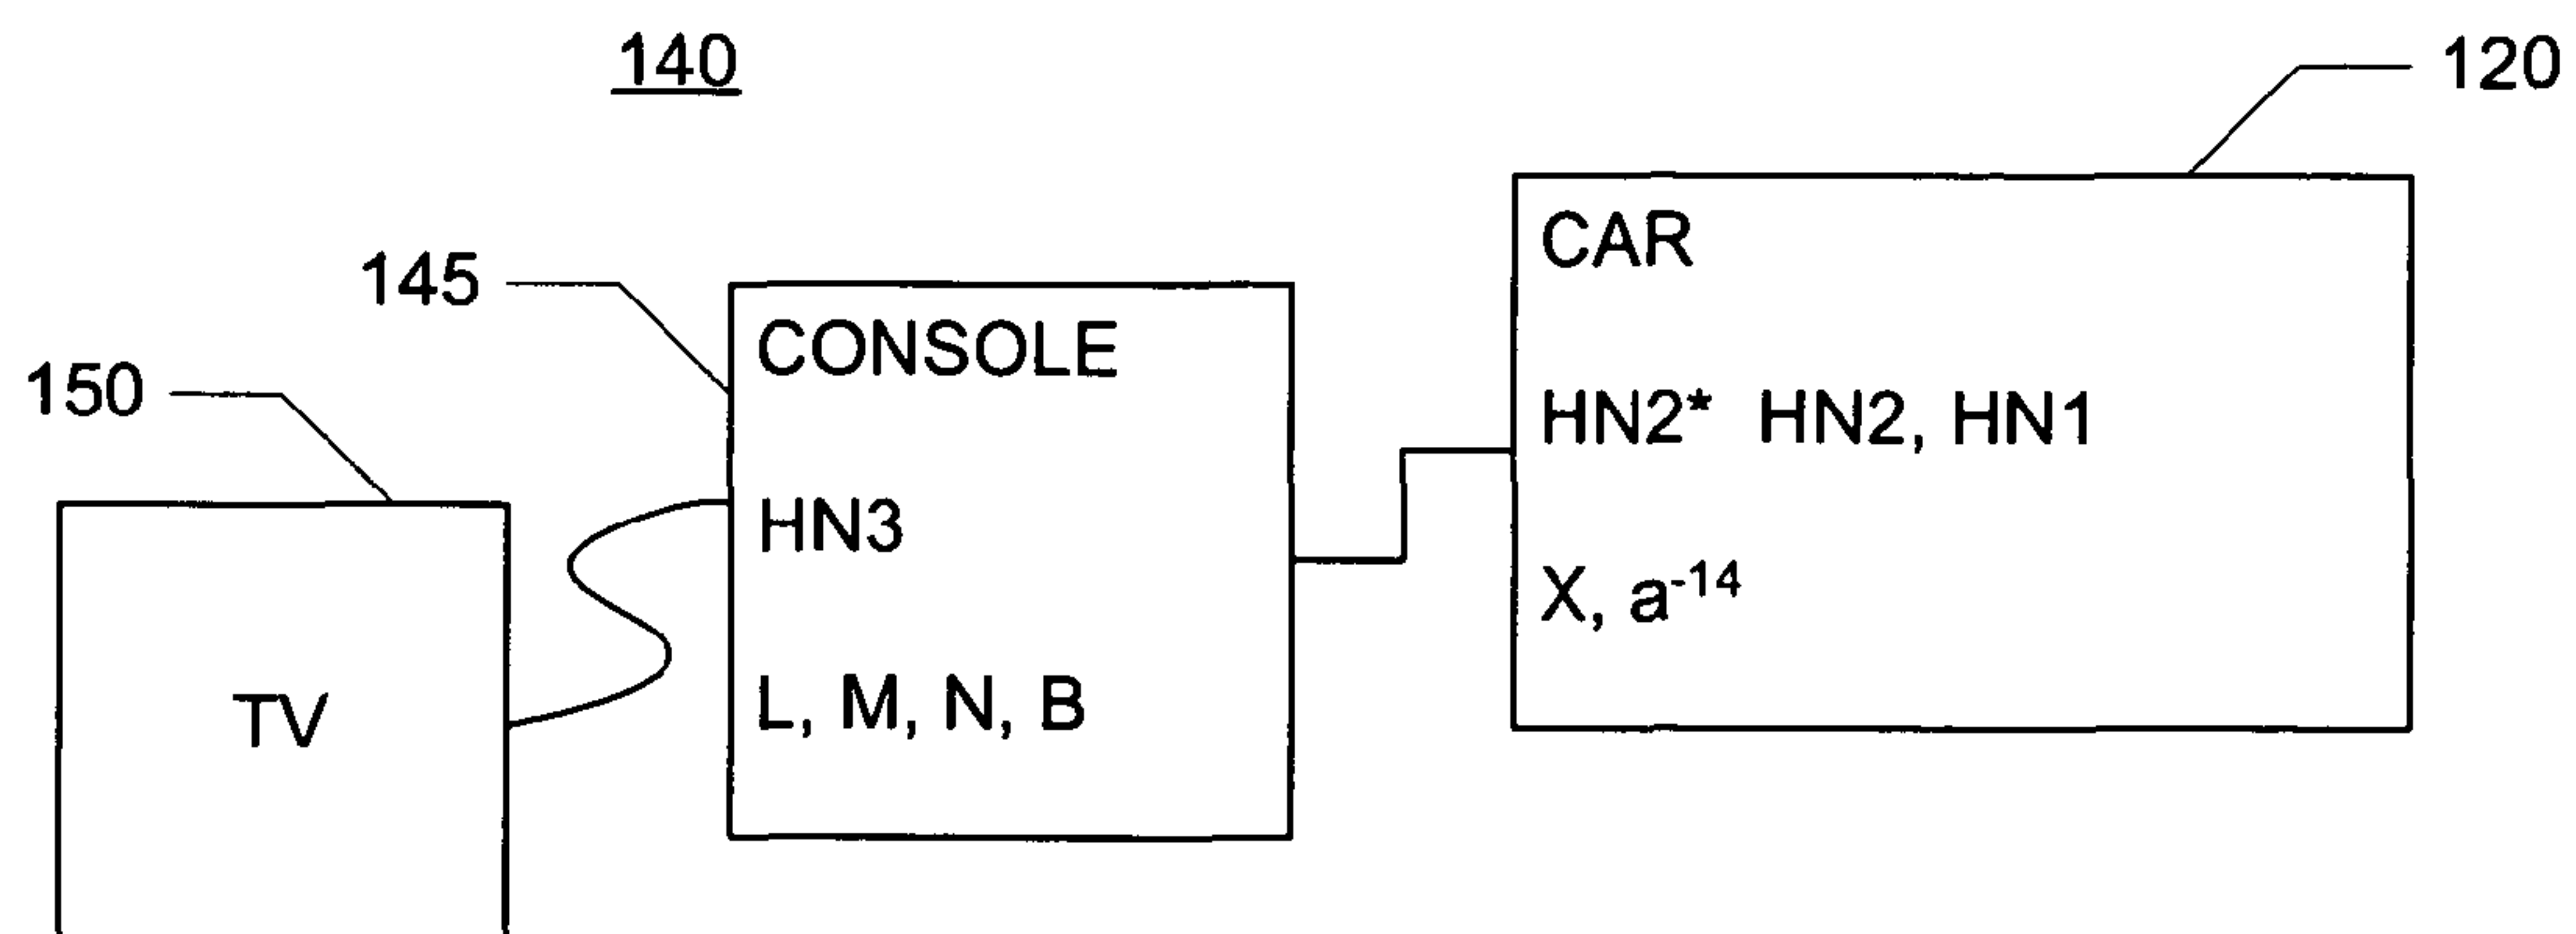 140
120
CAR
145
CONSOLE
150
HN2* HN2, HN1
HN3
X, a⁻¹⁴
TV
L, M, N, B